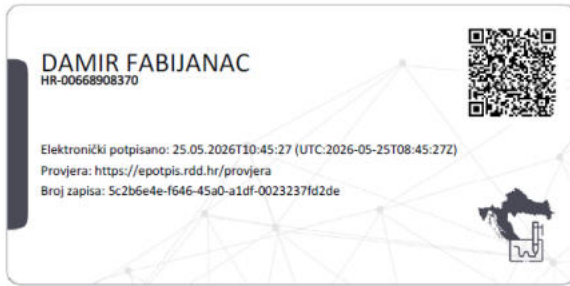 DAMIR FABIJANAC
HR-00668908370
Elektronički potpisano: 25.05.2026T10:45:27 (UTC:2026-05-25T08:45:27Z)
Provjera: https://epotpis.rdd.hr/provjera
Broj zapisa: 5c2b6e4e-f646-45a0-a1df-0023237fd2de